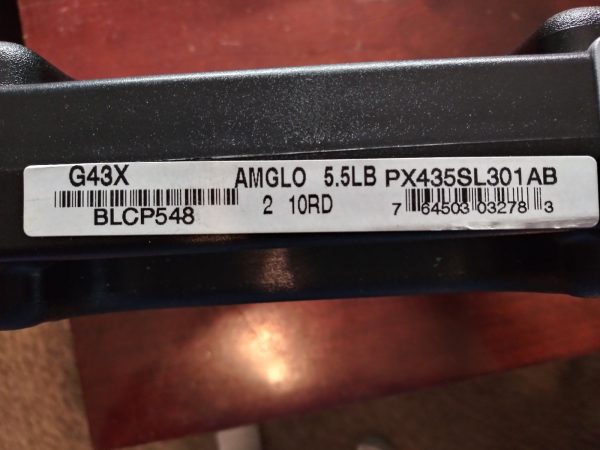 G43X AMGLO 5.5LB PX435SL301AB
BLCP548 2 10RD 7 64503 03278 3